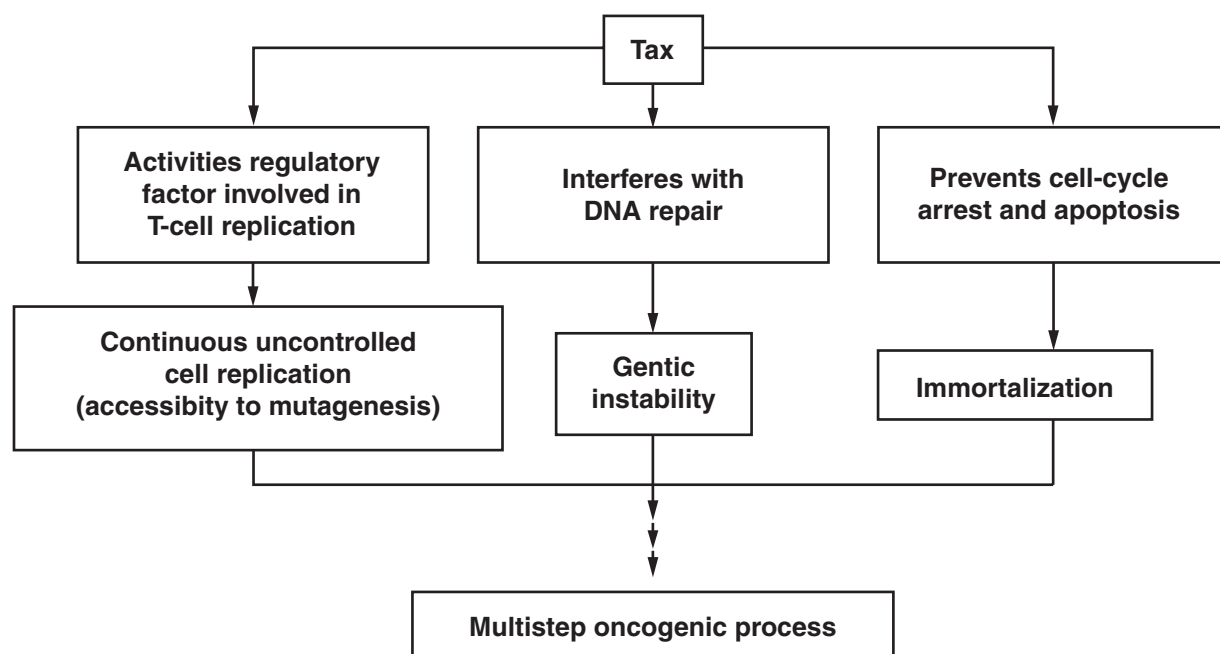 Tax
Activities regulatory
factor involved in
T-cell replication
Interferes with
DNA repair
Prevents cell-cycle
arrest and apoptosis
Continuous uncontrolled
cell replication
(accessibity to mutagenesis)
Gentic
instability
Immortalization
Multistep oncogenic process